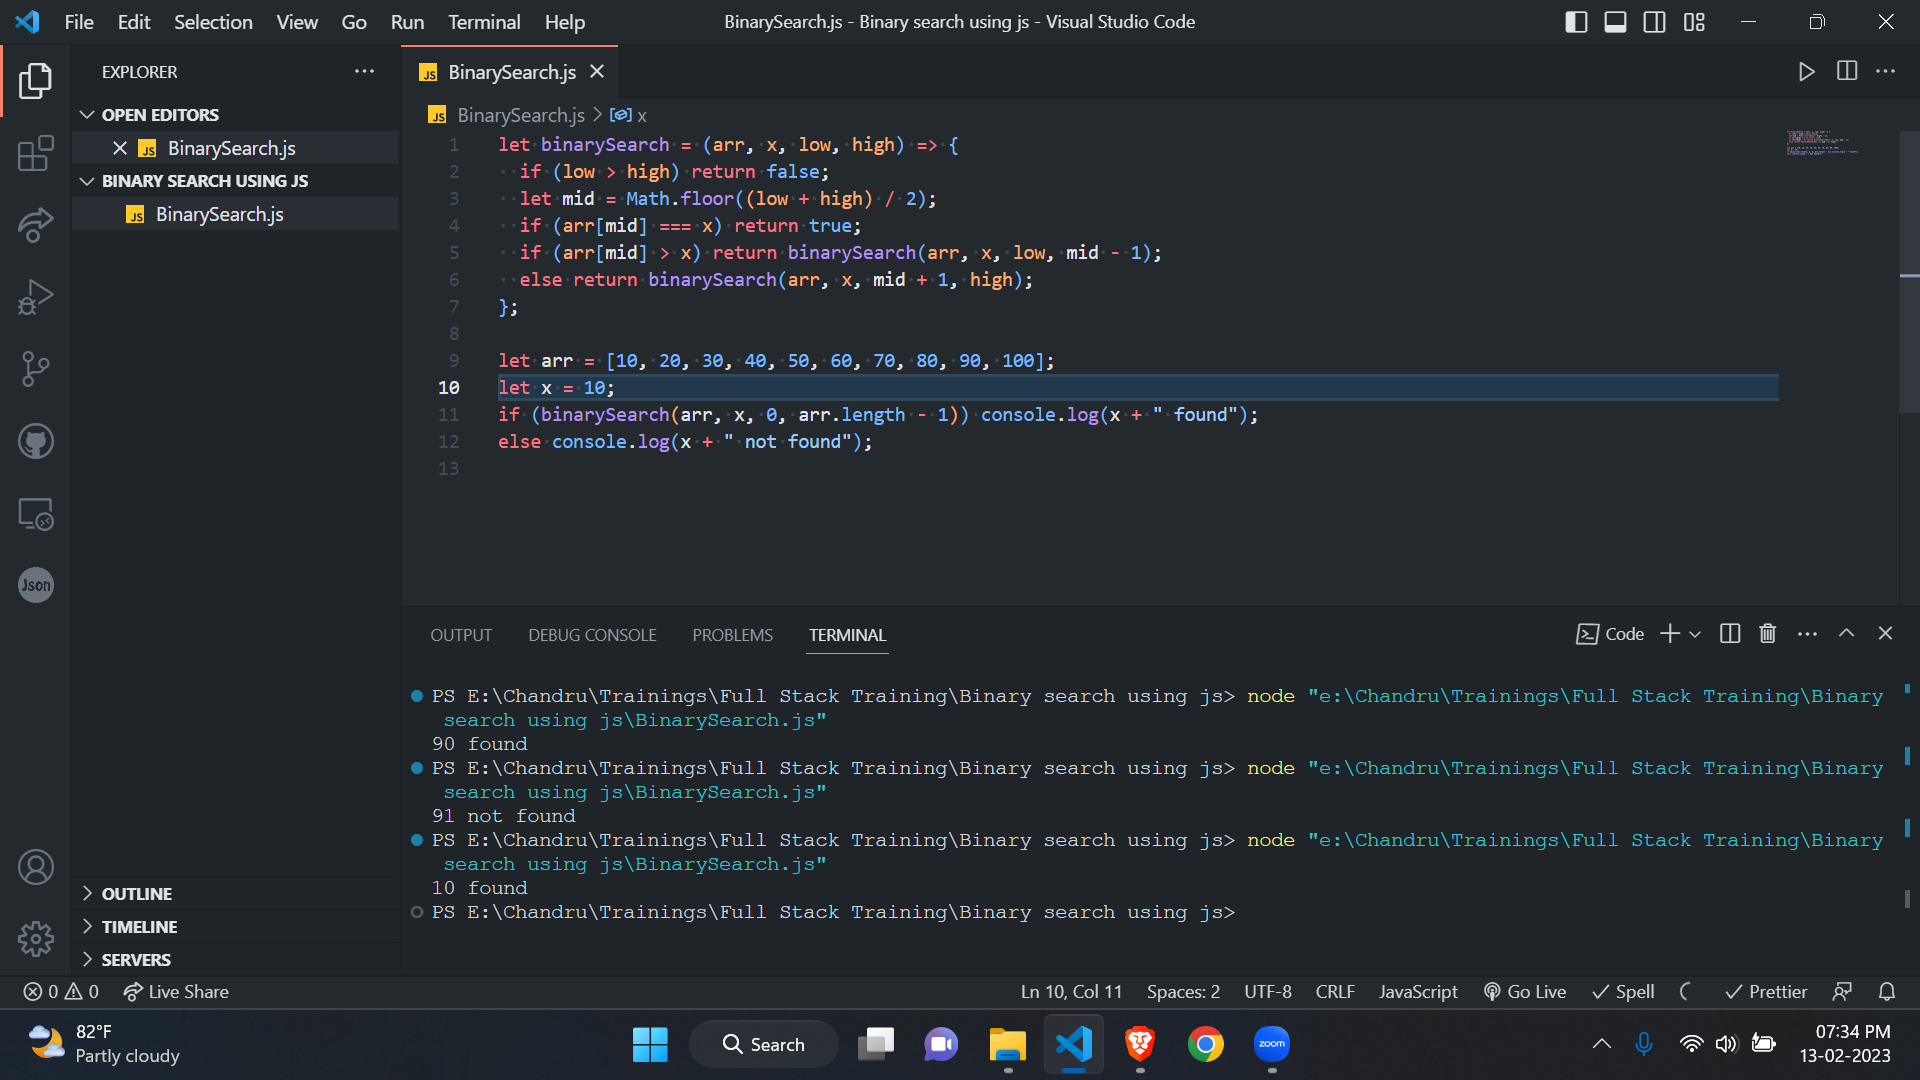 File Edit Selection View Go Run Terminal Help
BinarySearch.js - Binary search using js - Visual Studio Code
EXPLORER
OPEN EDITORS
JS BinarySearch.js
BINARY SEARCH USING JS
JS BinarySearch.js
OUTLINE
TIMELINE
SERVERS
Json
JS BinarySearch.js
JS BinarySearch.js > x
1 let binarySearch = (arr, x, low, high) => {
2 if (low > high) return false;
3 let mid = Math.floor((low + high) / 2);
4 if (arr[mid] === x) return true;
5 if (arr[mid] > x) return binarySearch(arr, x, low, mid - 1);
6 else return binarySearch(arr, x, mid + 1, high);
7 };
8
9 let arr = [10, 20, 30, 40, 50, 60, 70, 80, 90, 100];
10 let x = 10;
11 if (binarySearch(arr, x, 0, arr.length - 1)) console.log(x + " found");
12 else console.log(x + " not found");
13
OUTPUT DEBUG CONSOLE PROBLEMS TERMINAL
Code
PS E:\Chandru\Trainings\Full Stack Training\Binary search using js> node "e:\Chandru\Trainings\Full Stack Training\Binary
search using js\BinarySearch.js"
90 found
PS E:\Chandru\Trainings\Full Stack Training\Binary search using js> node "e:\Chandru\Trainings\Full Stack Training\Binary
search using js\BinarySearch.js"
91 not found
PS E:\Chandru\Trainings\Full Stack Training\Binary search using js> node "e:\Chandru\Trainings\Full Stack Training\Binary
search using js\BinarySearch.js"
10 found
PS E:\Chandru\Trainings\Full Stack Training\Binary search using js>
0 0 Live Share
Ln 10, Col 11 Spaces: 2 UTF-8 CRLF JavaScript Go Live Spell Prettier
82°F
Partly cloudy
Search
zoom
07:34 PM
13-02-2023